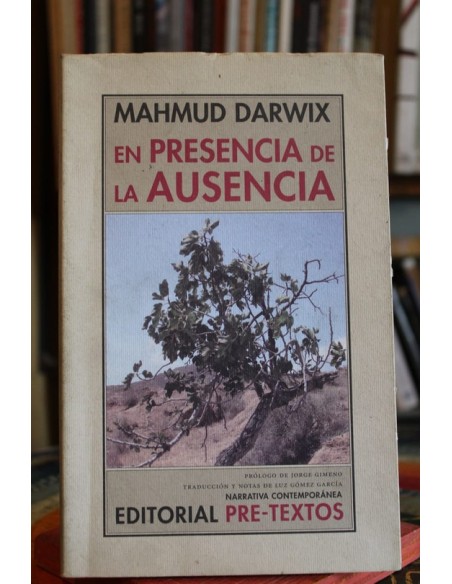 MAHMUD DARWIX
EN PRESENCIA DE
LA AUSENCIA
PRÓLOGO DE JORGE GIMENO
TRADUCCIÓN Y NOTAS DE LUZ GÓMEZ GARCÍA
NARRATIVA CONTEMPORÁNEA
EDITORIAL PRE-TEXTOS